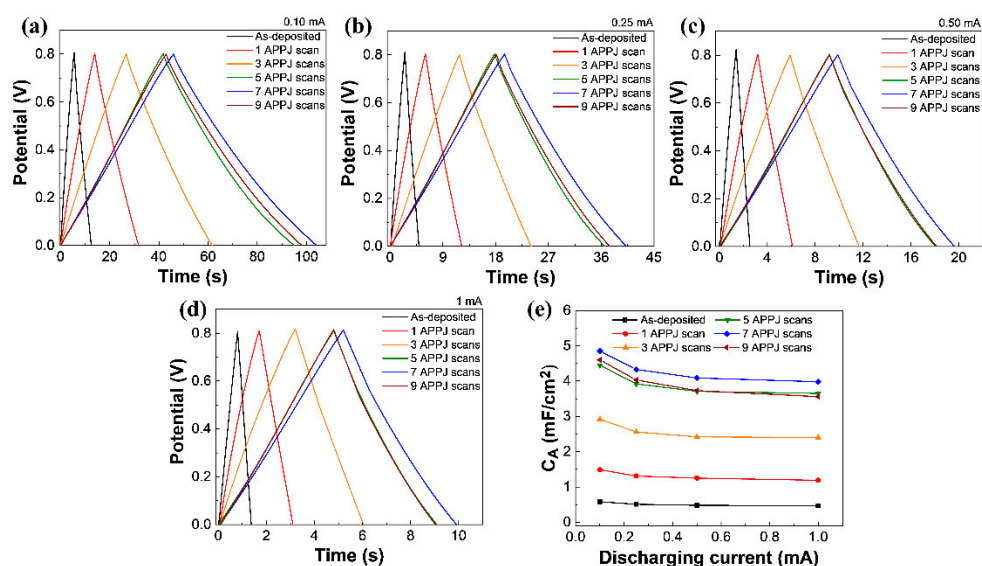 (a)
0.10 mA
As-deposited
1 APPJ scan
3 APPJ scans
5 APPJ scans
7 APPJ scans
9 APPJ scans
Potential (V)
0.8
0.6
0.4
0.2
0.0
0 20 40 60 80 100
Time (s)
(b)
0.25 mA
As-deposited
1 APPJ scan
3 APPJ scans
5 APPJ scans
7 APPJ scans
9 APPJ scans
Potential (V)
1.0
0.8
0.6
0.4
0.2
0.0
0 9 18 27 36 45
Time (s)
(c)
0.50 mA
As-deposited
1 APPJ scan
3 APPJ scans
5 APPJ scans
7 APPJ scans
9 APPJ scans
Potential (V)
1.0
0.8
0.6
0.4
0.2
0.0
0 4 8 12 16 20
Time (s)
(d)
1 mA
As-deposited
1 APPJ scan
3 APPJ scans
5 APPJ scans
7 APPJ scans
9 APPJ scans
Potential (V)
0.8
0.6
0.4
0.2
0.0
0 2 4 6 8 10
Time (s)
(e)
As-deposited 5 APPJ scans
1 APPJ scan 7 APPJ scans
3 APPJ scans 9 APPJ scans
CA (mF/cm2)
6
5
4
3
2
1
0
0.0 0.2 0.4 0.6 0.8 1.0
Discharging current (mA)